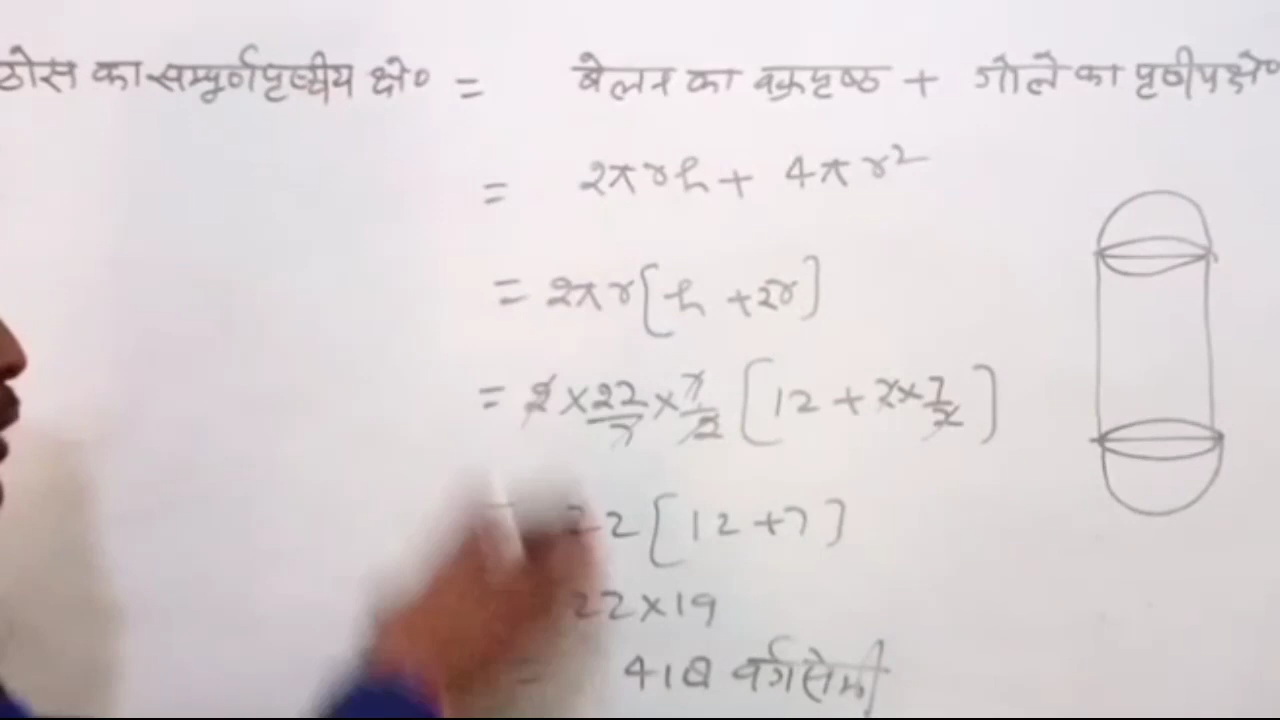 ठोस का सम्पूर्ण पृष्ठीय क्षे० = बेलन का वक्रपृष्ठ + गोले का पृष्ठीय क्षे०
= 2πrh + 4πr²
= 2πr[h + 2r]
= 2 × 22/7 × 7/2 [12 + 2 × 7/2]
= 22[12 + 7]
22 × 19
= 418 वर्ग सेमी